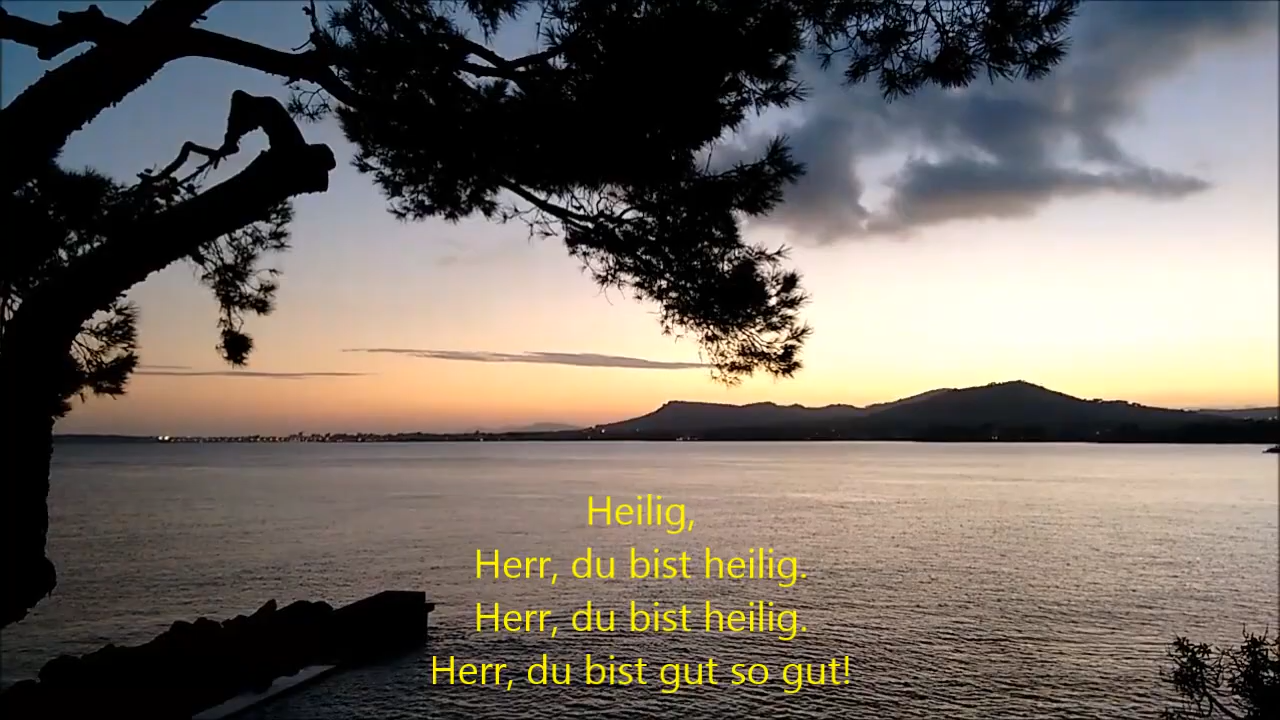 Heilig,
Herr, du bist heilig.
Herr, du bist heilig.
Herr, du bist gut so gut!